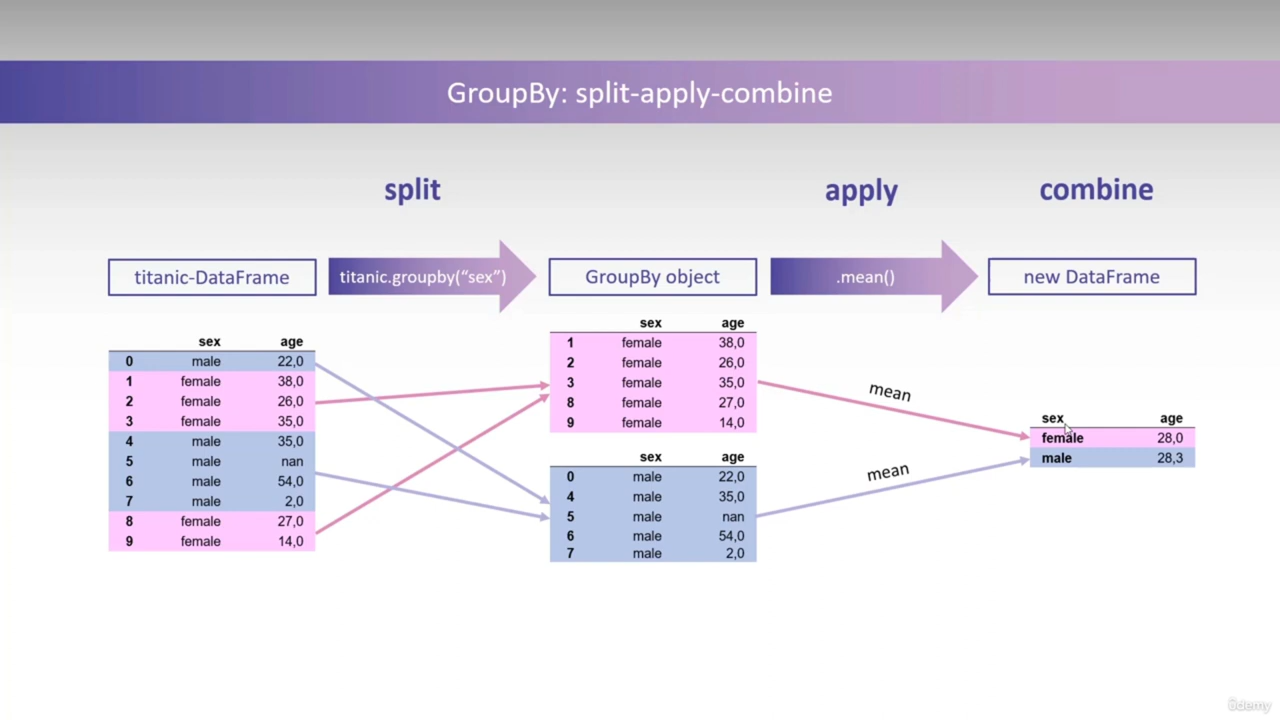 GroupBy: split-apply-combine
split
apply
combine
titanic-DataFrame
titanic.groupby(“sex”)
GroupBy object
.mean()
new DataFrame
sex age
0 male 22,0
1 female 38,0
2 female 26,0
3 female 35,0
4 male 35,0
5 male nan
6 male 54,0
7 male 2,0
8 female 27,0
9 female 14,0
sex age
1 female 38,0
2 female 26,0
3 female 35,0
8 female 27,0
9 female 14,0
sex age
0 male 22,0
4 male 35,0
5 male nan
6 male 54,0
7 male 2,0
mean
mean
sex age
female 28,0
male 28,3
ûdemy